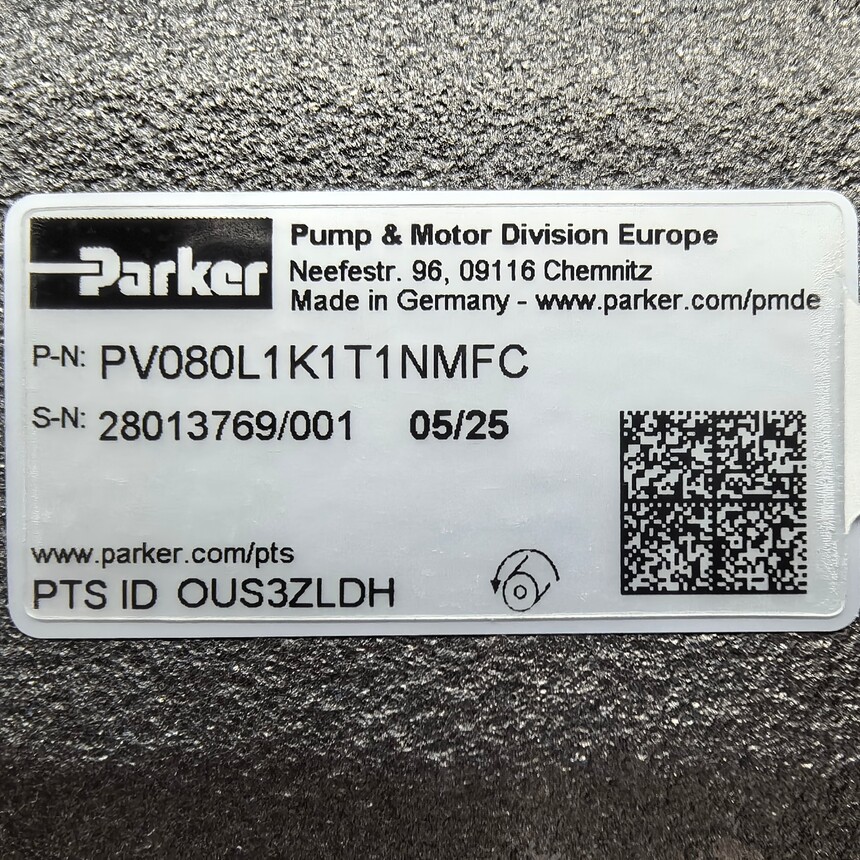 Parker
Pump & Motor Division Europe
Neefestr. 96, 09116 Chemnitz
Made in Germany - www.parker.com/pmde
P-N: PV080L1K1T1NMFC
S-N: 28013769/001 05/25
www.parker.com/pts
PTS ID OUS3ZLDH